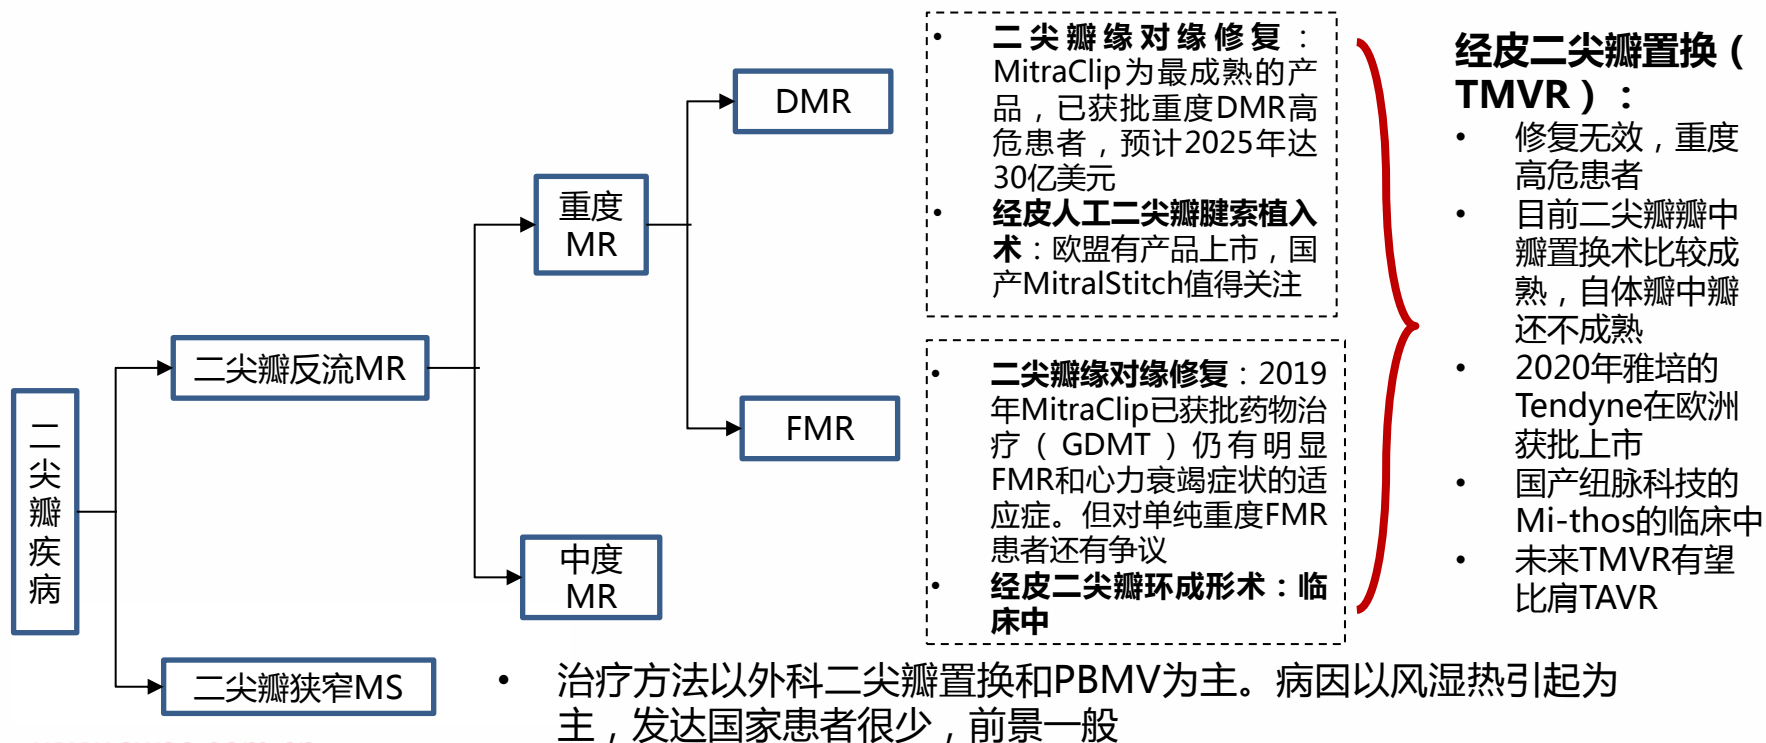 二
尖
瓣
疾
病
二尖瓣反流MR
二尖瓣狭窄MS
重度
MR
中度
MR
DMR
FMR
• 二尖瓣缘对缘修复：
MitraClip为最成熟的产
品，已获批重度DMR高
危患者，预计2025年达
30亿美元
• 经皮人工二尖瓣腱索植入
术：欧盟有产品上市，国
产MitralStitch值得关注
• 二尖瓣缘对缘修复：2019
年MitraClip已获批药物治
疗（GDMT）仍有明显
FMR和心力衰竭症状的适
应症。但对单纯重度FMR
患者还有争议
• 经皮二尖瓣环成形术：临
床中
经皮二尖瓣置换（
TMVR）：
• 修复无效，重度
高危患者
• 目前二尖瓣瓣中
瓣置换术比较成
熟，自体瓣中瓣
还不成熟
• 2020年雅培的
Tendyne在欧洲
获批上市
• 国产纽脉科技的
Mi-thos的临床中
• 未来TMVR有望
比肩TAVR
• 治疗方法以外科二尖瓣置换和PBMV为主。病因以风湿热引起为
主，发达国家患者很少，前景一般